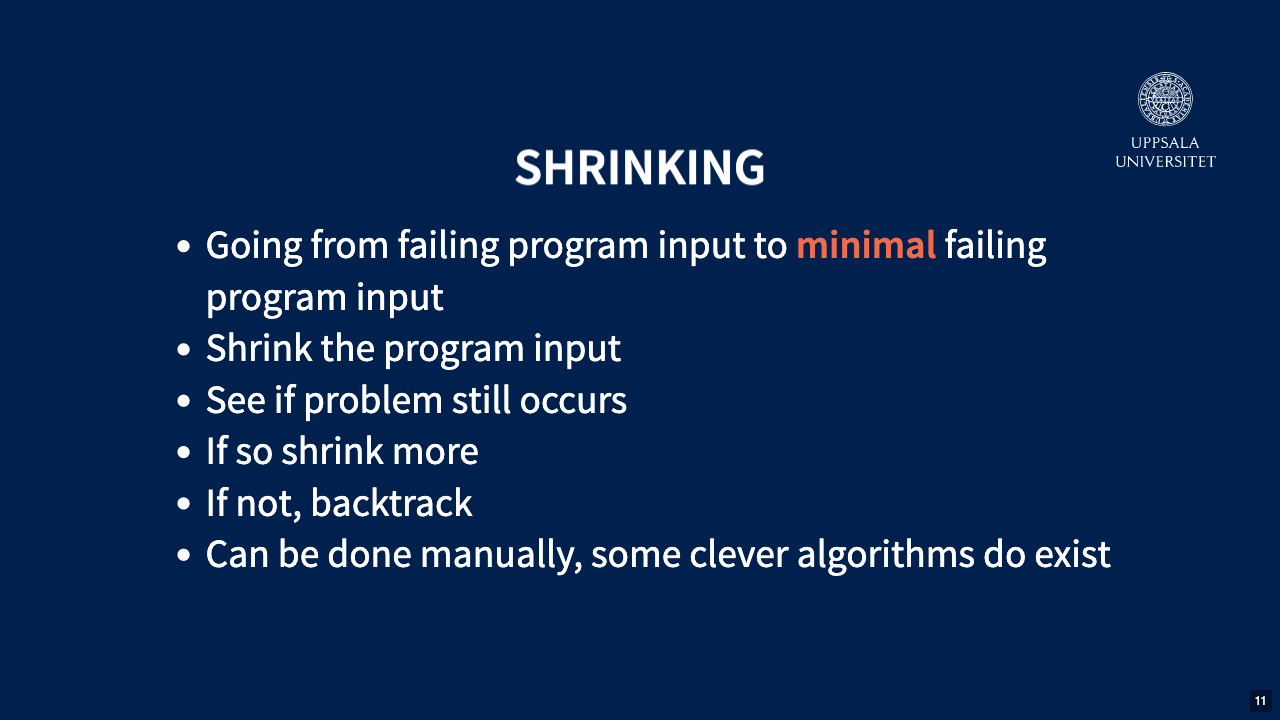 UPPSALA
UNIVERSITET
SHRINKING
• Going from failing program input to minimal failing
program input
• Shrink the program input
• See if problem still occurs
• If so shrink more
• If not, backtrack
• Can be done manually, some clever algorithms do exist
11